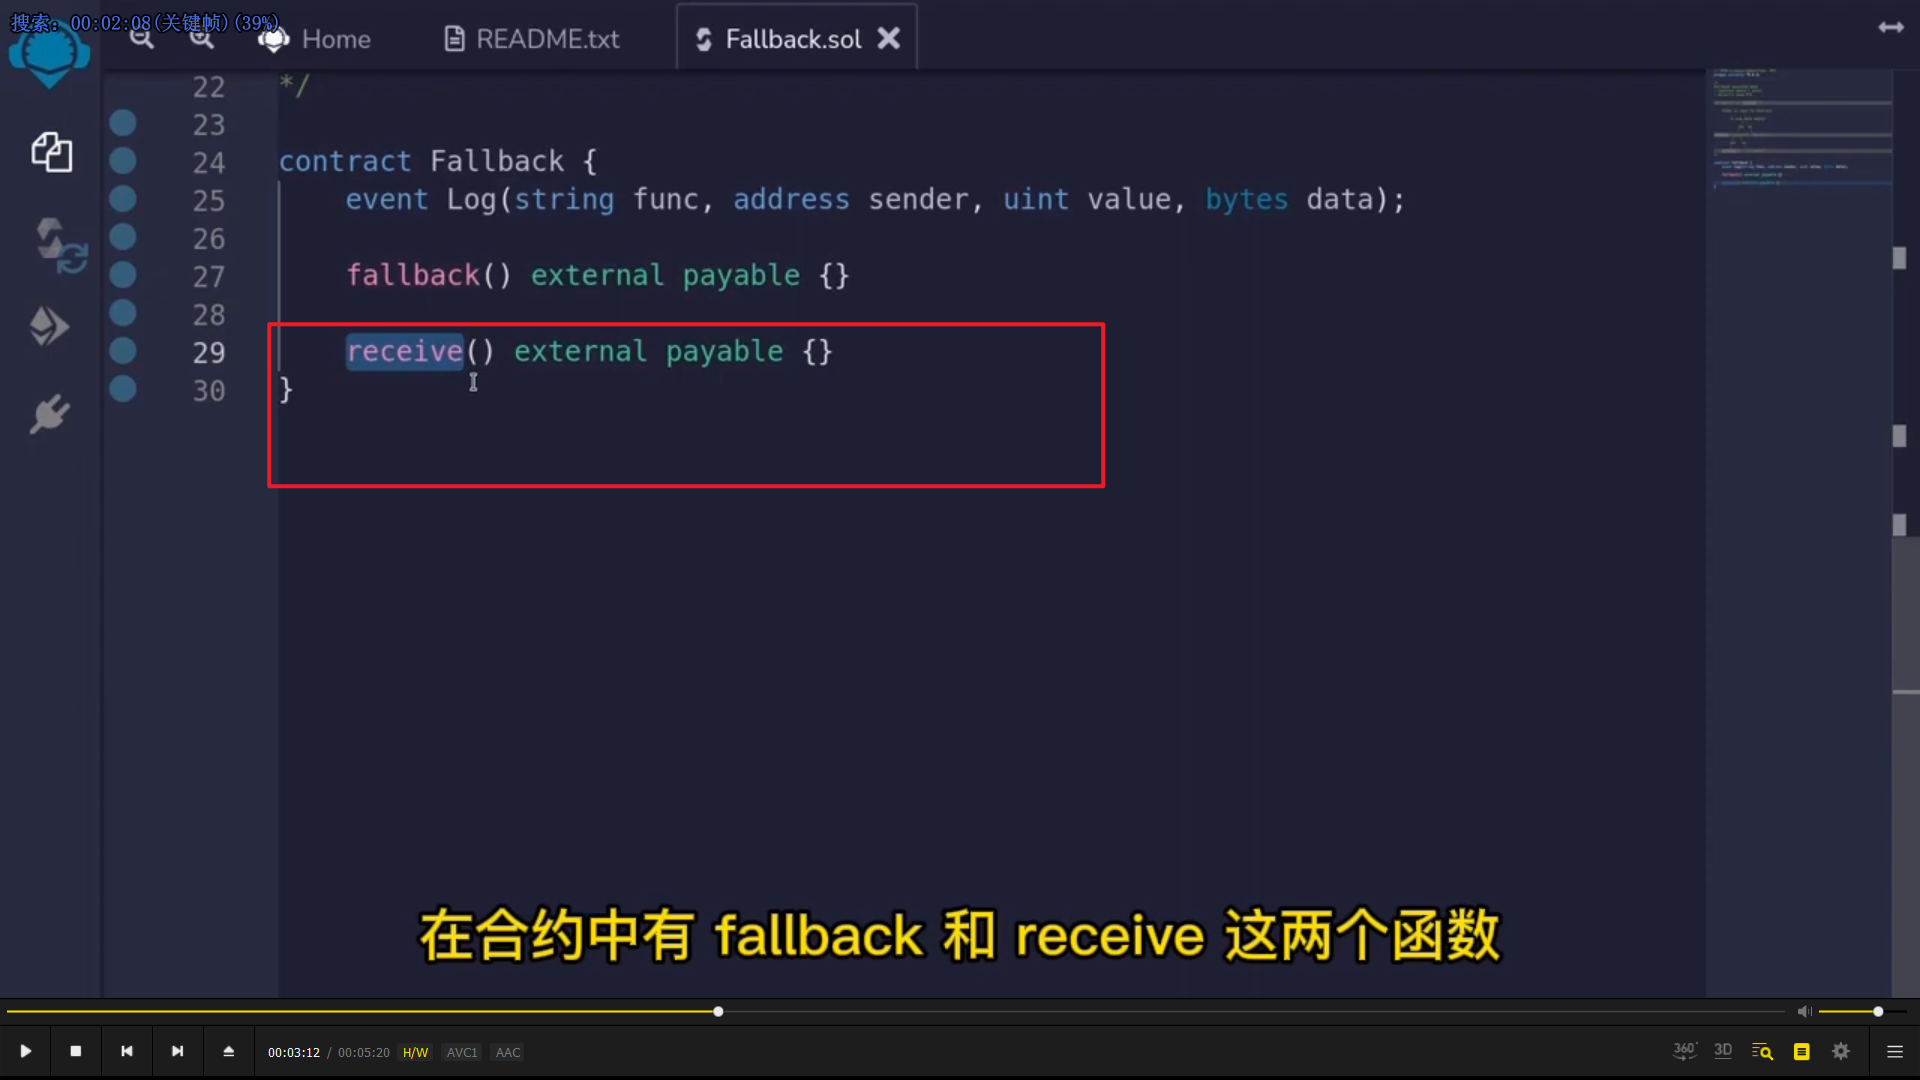 搜索: 00:02:08(关键帧)(39%)
Home
README.txt
Fallback.sol
22 */
23
24 contract Fallback {
25 event Log(string func, address sender, uint value, bytes data);
26
27 fallback() external payable {}
28
29 receive() external payable {}
30 }
在合约中有 fallback 和 receive 这两个函数
00:03:12 / 00:05:20 H/W AVC1 AAC
360° 3D